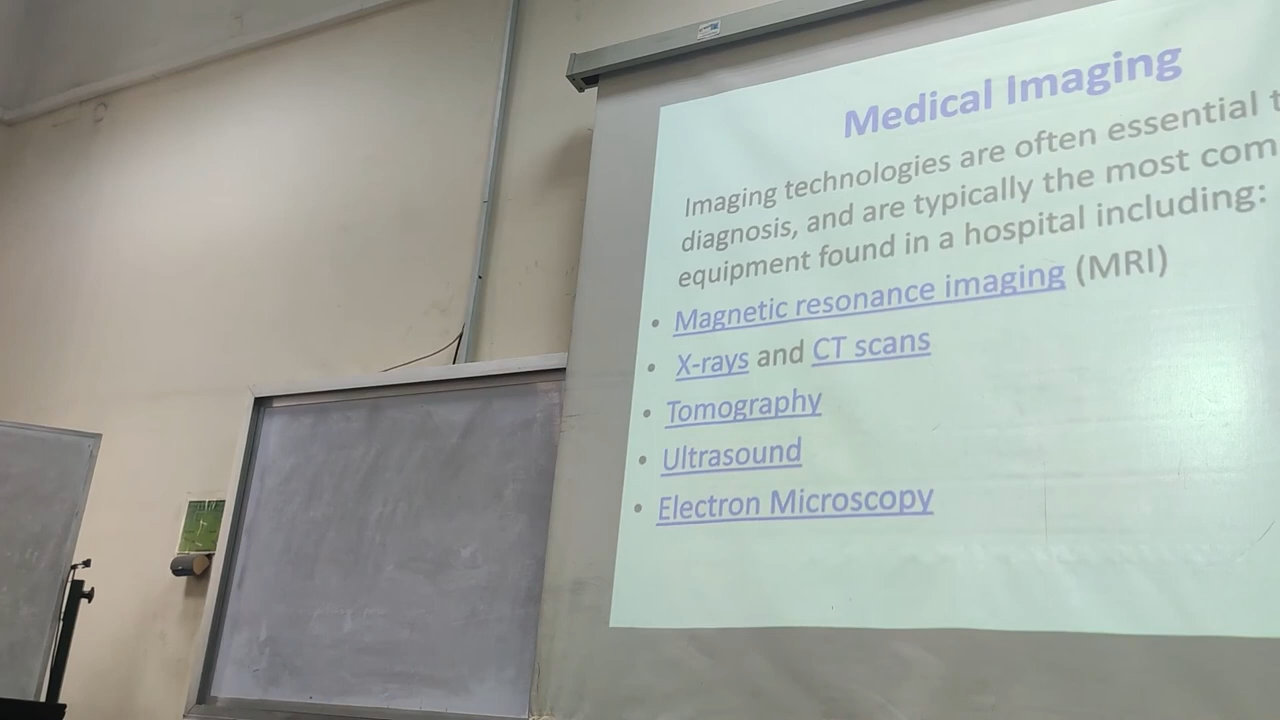 Medical Imaging
Imaging technologies are often essential
diagnosis, and are typically the most
equipment found in a hospital including:
• Magnetic resonance imaging (MRI)
• X-rays and CT scans
• Tomography
• Ultrasound
• Electron Microscopy